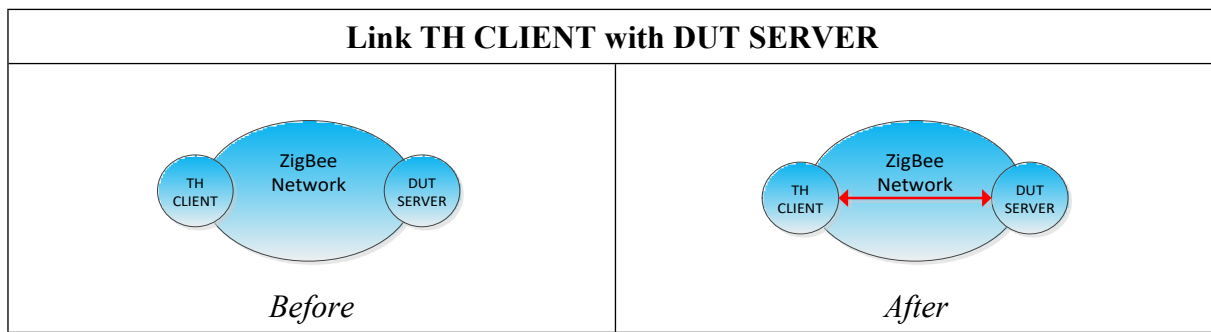 Link TH CLIENT with DUT SERVER
ZigBee
Network
TH
CLIENT
DUT
SERVER
Before
ZigBee
Network
TH
CLIENT
DUT
SERVER
After